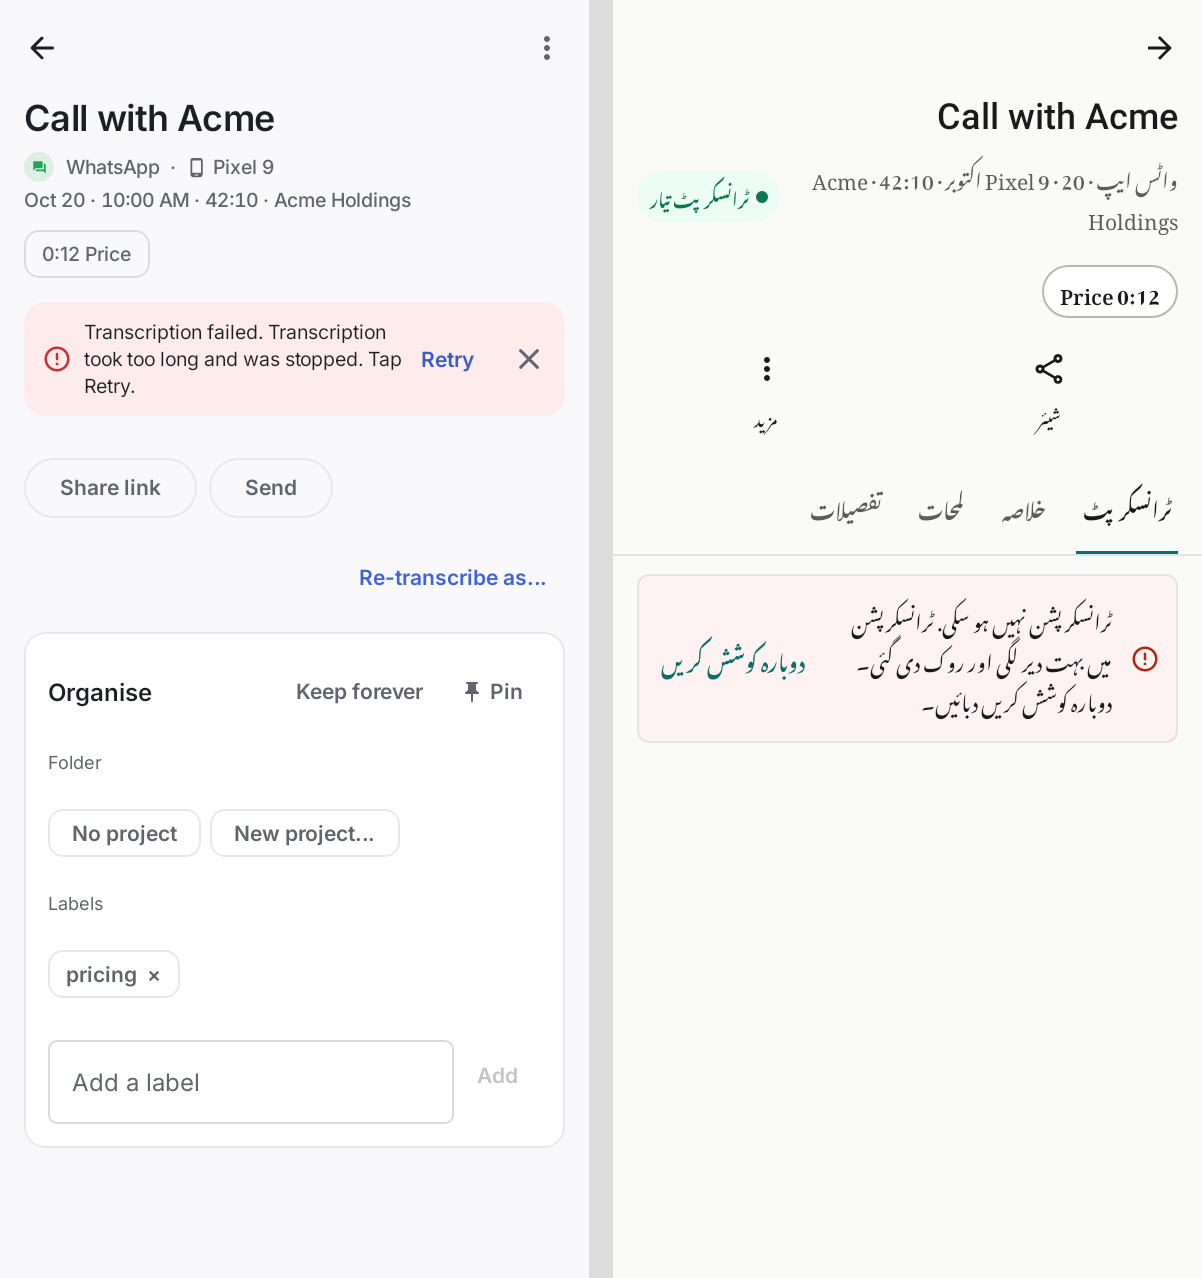 Call with Acme
WhatsApp · Pixel 9
Oct 20 · 10:00 AM · 42:10 · Acme Holdings
0:12 Price
Transcription failed. Transcription
took too long and was stopped. Tap
Retry.
Retry
Share link
Send
Re-transcribe as...
Organise
Keep forever
Pin
Folder
No project
New project...
Labels
pricing ×
Add a label
Add
Call with Acme
واٹس ایپ · Pixel 9 · 20 اکتوبر · 42:10 · Acme
Holdings
ٹرانسکرپٹ تیار
Price 0:12
شیئر
مزید
ٹرانسکرپٹ
خلاصہ
لمحات
تفصیلات
ٹرانسکرپشن نہیں ہو سکی. ٹرانسکرپشن
میں بہت دیر لگی اور روک دی گئی۔
دوبارہ کوشش کریں دبائیں۔
دوبارہ کوشش کریں